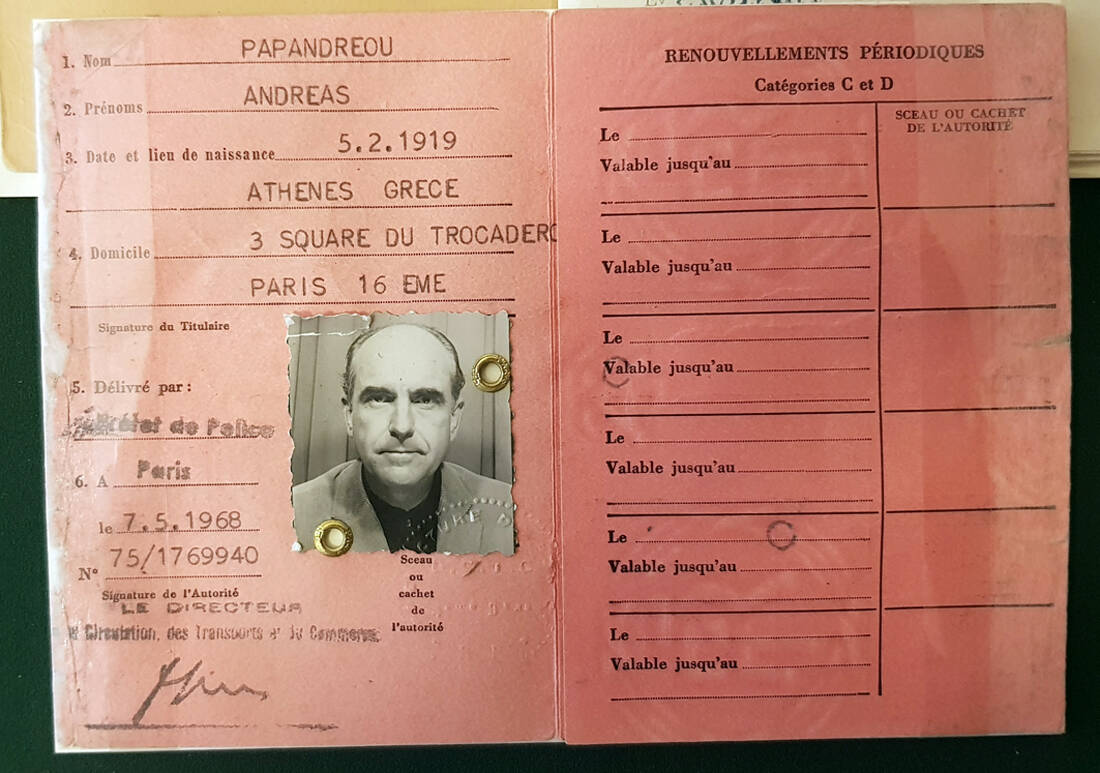 1. Nom PAPANDREOU
2. Prénoms ANDREAS
3. Date et lieu de naissance 5.2.1919
ATHENES GRECE
4. Domicile 3 SQUARE DU TROCADERO
PARIS 16 EME
Signature du Titulaire
5. Délivré par :
Préfet de Police
6. A Paris
le 7.5.1968
N° 75/1769940
Signature de l'Autorité
LE DIRECTEUR
Circulation, des Transports et du Commerce,
Sceau
ou
cachet
de
l'autorité
RENOUVELLEMENTS PÉRIODIQUES
Catégories C et D
SCEAU OU CACHET
DE L'AUTORITÉ
Le
Valable jusqu'au
Le
Valable jusqu'au
Le
Valable jusqu'au
Le
Valable jusqu'au
Le
Valable jusqu'au
Le
Valable jusqu'au